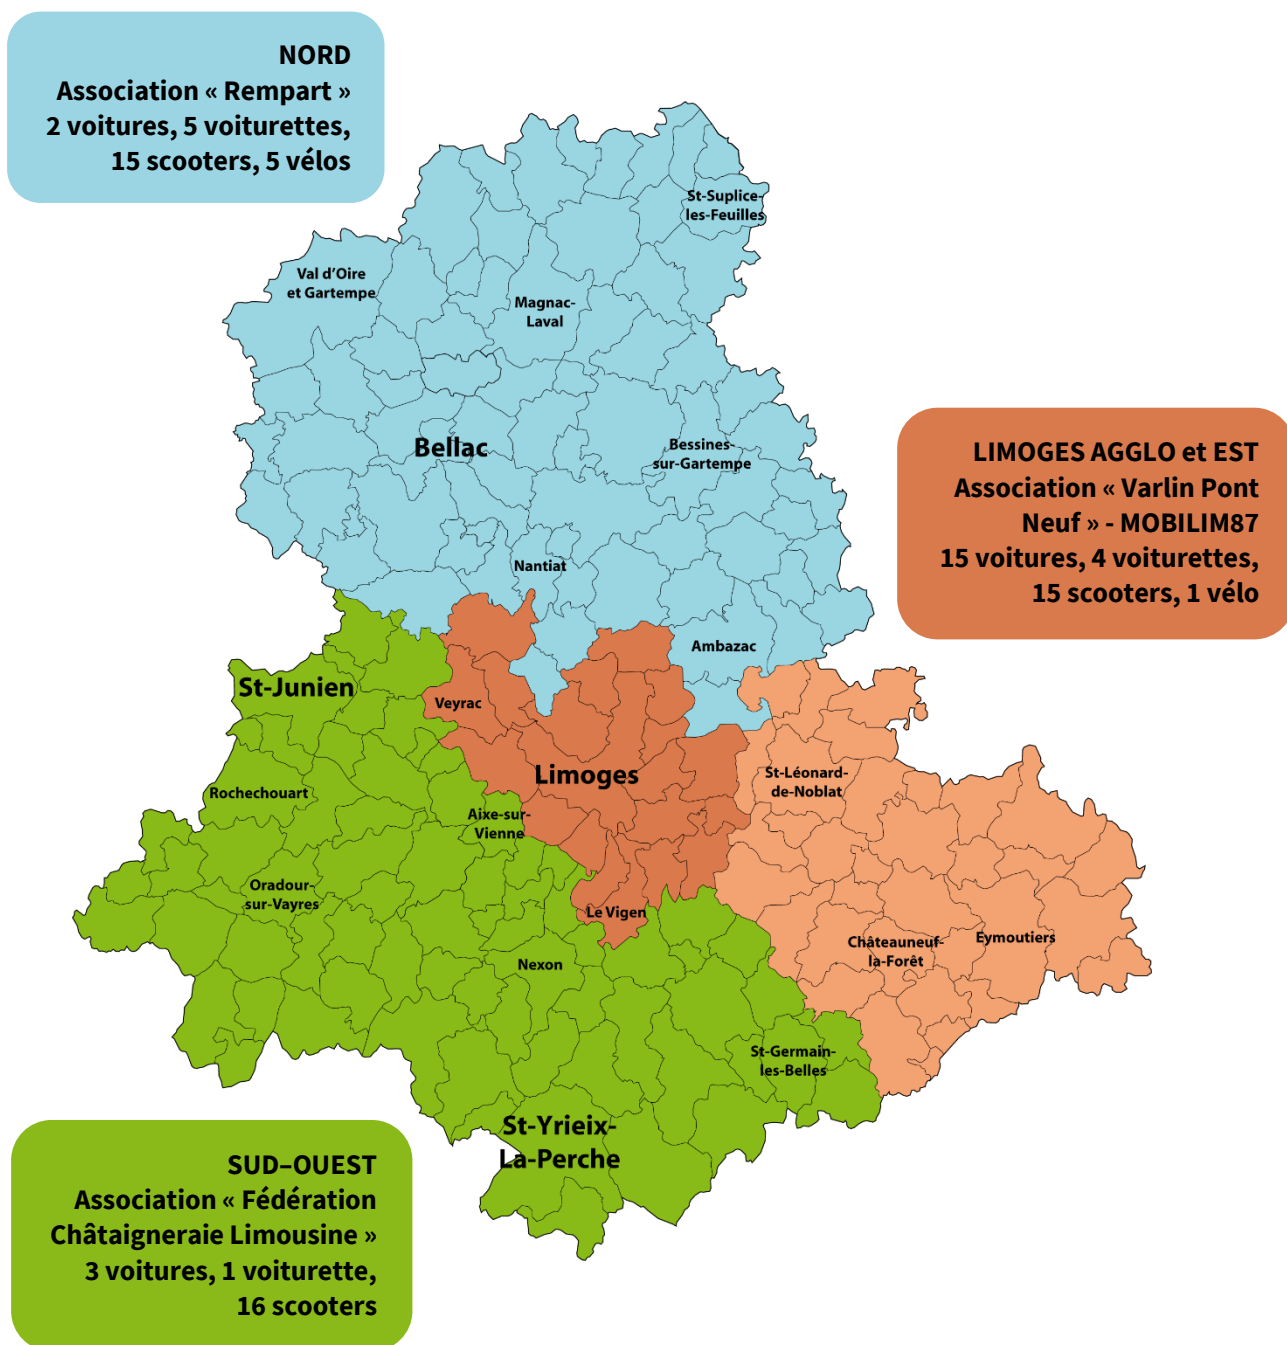 NORD
Association « Rempart »
2 voitures, 5 voiturettes,
15 scooters, 5 vélos
St-Suplice-
les-Feuilles
Val d'Oire
et Gartempe
Magnac-
Laval
Bellac
Bessines-
sur-Gartempe
LIMOGES AGGLO et EST
Association « Varlin Pont
Neuf » - MOBILIM87
15 voitures, 4 voiturettes,
15 scooters, 1 vélo
Nantiat
Ambazac
St-Junien
Veyrac
Limoges
St-Léonard-
de-Noblat
Rochechouart
Aixe-sur-
Vienne
Oradour-
sur-Vayres
Le Vigen
Châteauneuf-
la-Forêt
Eymoutiers
Nexon
St-Germain-
les-Belles
St-Yrieix-
La-Perche
SUD–OUEST
Association « Fédération
Châtaigneraie Limousine »
3 voitures, 1 voiturette,
16 scooters